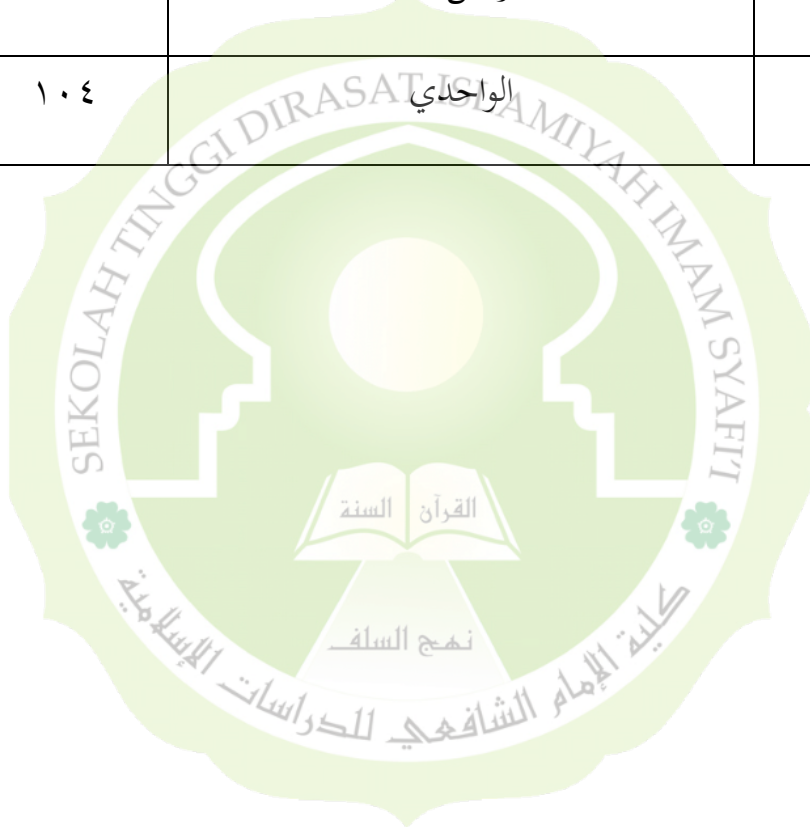 الواحدي ١٠٤
SEKOLAH TINGGI DIRASAT ISLAMIYAH IMAM SYAFI'I
القرآن السنة
نهج السلف
كلية الإمام الشافعي للدراسات الإسلامية